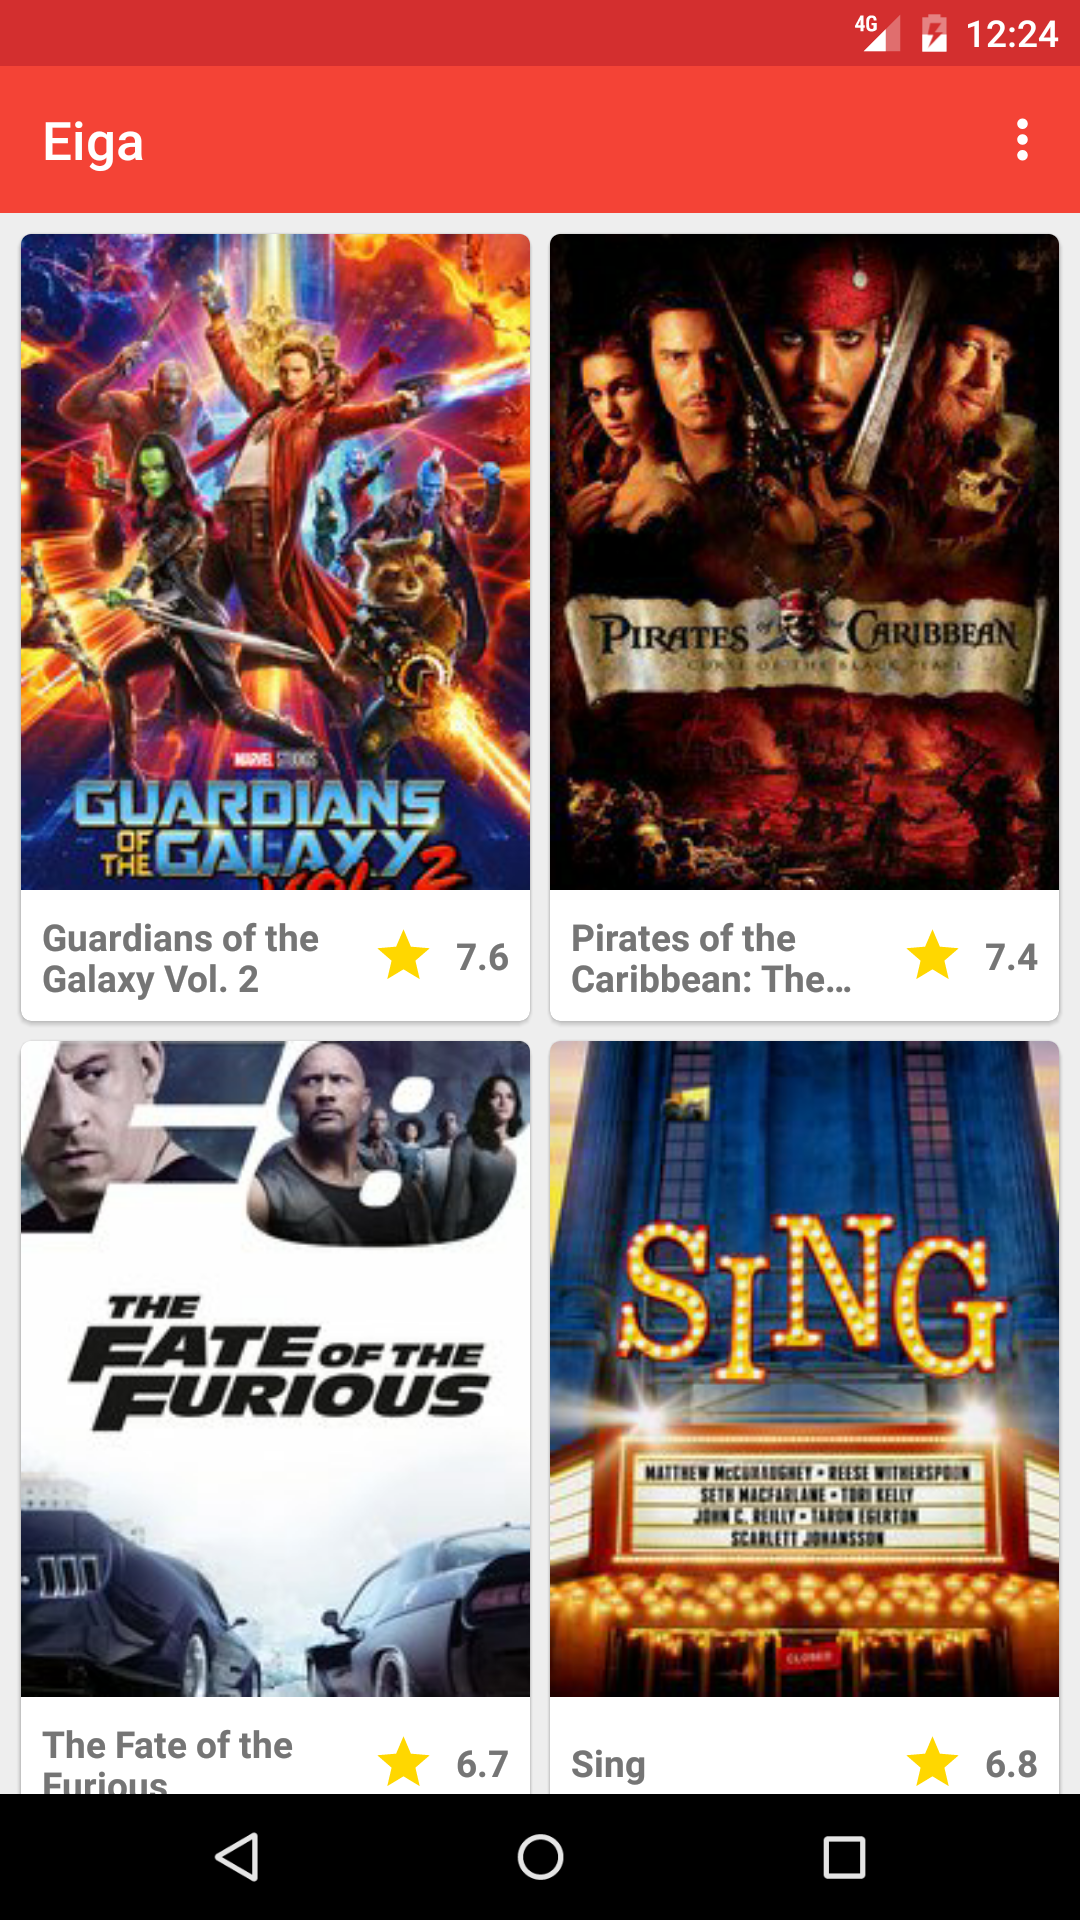 4G 12:24
Eiga
MARVEL STUDIOS
GUARDIANS
OF THE GALAXY
VOL. 2
PIRATES of the CARIBBEAN
CURSE OF THE BLACK PEARL
Guardians of the
Galaxy Vol. 2
7.6
Pirates of the
Caribbean: The...
7.4
THE
FATE OF THE
FURIOUS
SING
MATTHEW McCONAUGHEY • REESE WITHERSPOON
SETH MACFARLANE • TORI KELLY
JOHN C. REILLY • TARON EGERTON
SCARLETT JOHANSSON
CLOSED
The Fate of the
Furious
6.7
Sing
6.8